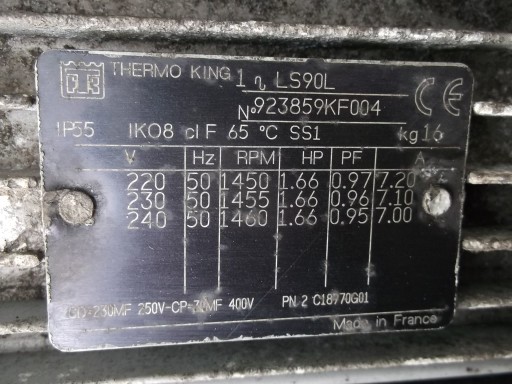 THERMO KING 1 ~ LS90L
N° 923859KF004
IP55 IK08 cl F 65 °C SS1 kg 16
V Hz RPM HP PF A
220 50 1450 1.66 0.97 7.20
230 50 1455 1.66 0.96 7.10
240 50 1460 1.66 0.95 7.00
250V-CP- 400V PN 2 C18770G01
Made in France
CE